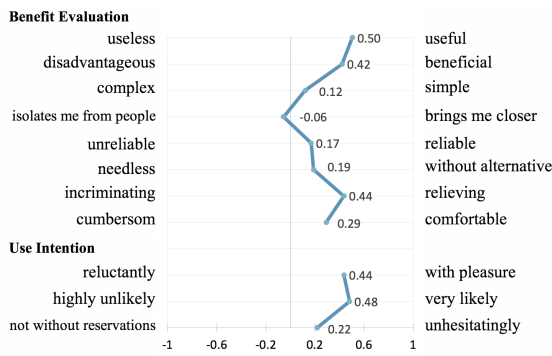 Benefit Evaluation
useless 0.50 useful
disadvantageous 0.42 beneficial
complex 0.12 simple
isolates me from people -0.06 brings me closer
unreliable 0.17 reliable
needless 0.19 without alternative
incriminating 0.44 relieving
cumbersom 0.29 comfortable
Use Intention
reluctantly 0.44 with pleasure
highly unlikely 0.48 very likely
not without reservations 0.22 unhesitatingly
-1 -0.6 -0.2 0.2 0.6 1